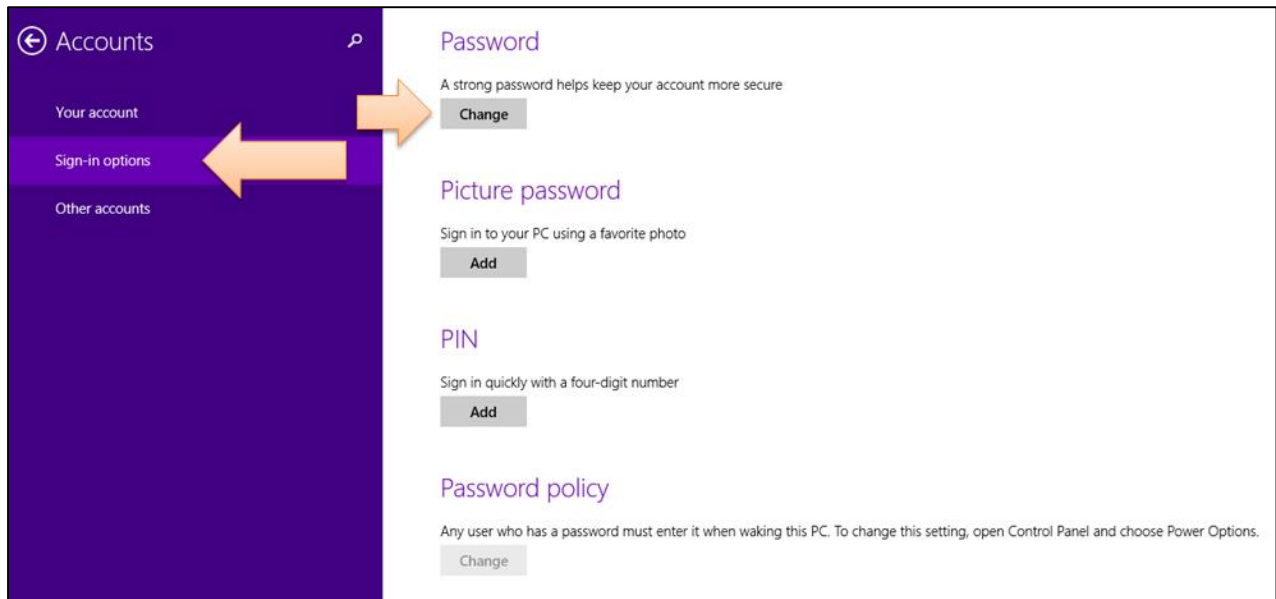 Accounts
Your account
Sign-in options
Other accounts
Password
A strong password helps keep your account more secure
Change
Picture password
Sign in to your PC using a favorite photo
Add
PIN
Sign in quickly with a four-digit number
Add
Password policy
Any user who has a password must enter it when waking this PC. To change this setting, open Control Panel and choose Power Options.
Change